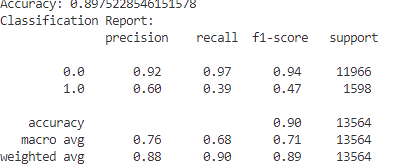 Accuracy: 0.8975228546151578
Classification Report:
precision recall f1-score support
0.0 0.92 0.97 0.94 11966
1.0 0.60 0.39 0.47 1598
accuracy 0.90 13564
macro avg 0.76 0.68 0.71 13564
weighted avg 0.88 0.90 0.89 13564